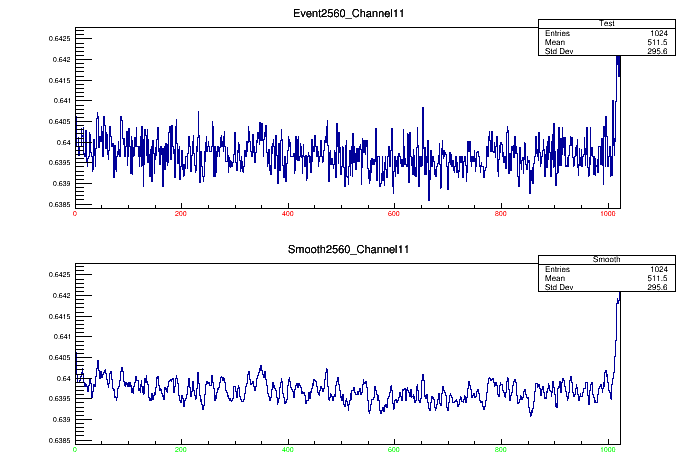 Event2560_Channel11
Test
Entries 1024
Mean 511.5
Std Dev 295.6
0.6425
0.642
0.6415
0.641
0.6405
0.64
0.6395
0.639
0.6385
0 200 400 600 800 1000
Smooth2560_Channel11
Smooth
Entries 1024
Mean 511.5
Std Dev 295.6
0.6425
0.642
0.6415
0.641
0.6405
0.64
0.6395
0.639
0.6385
0 200 400 600 800 1000